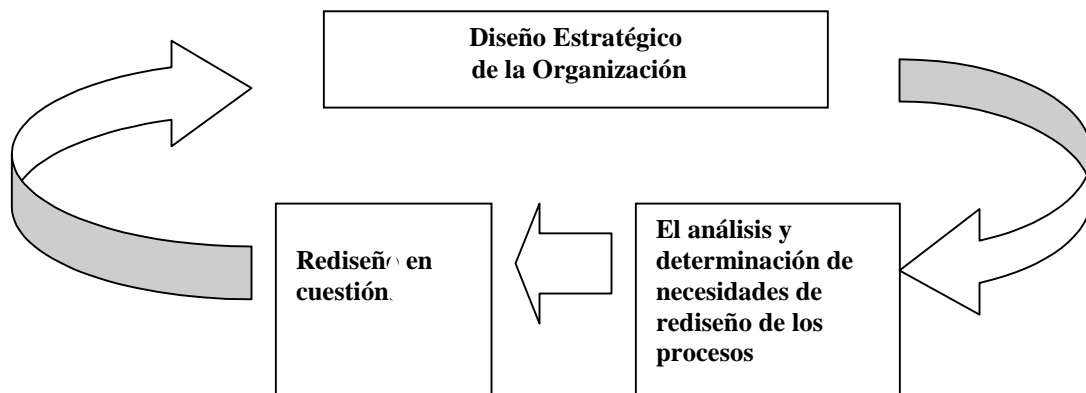 Diseño Estratégico
de la Organización
Rediseño en
cuestión
El análisis y
determinación de
necesidades de
rediseño de los
procesos